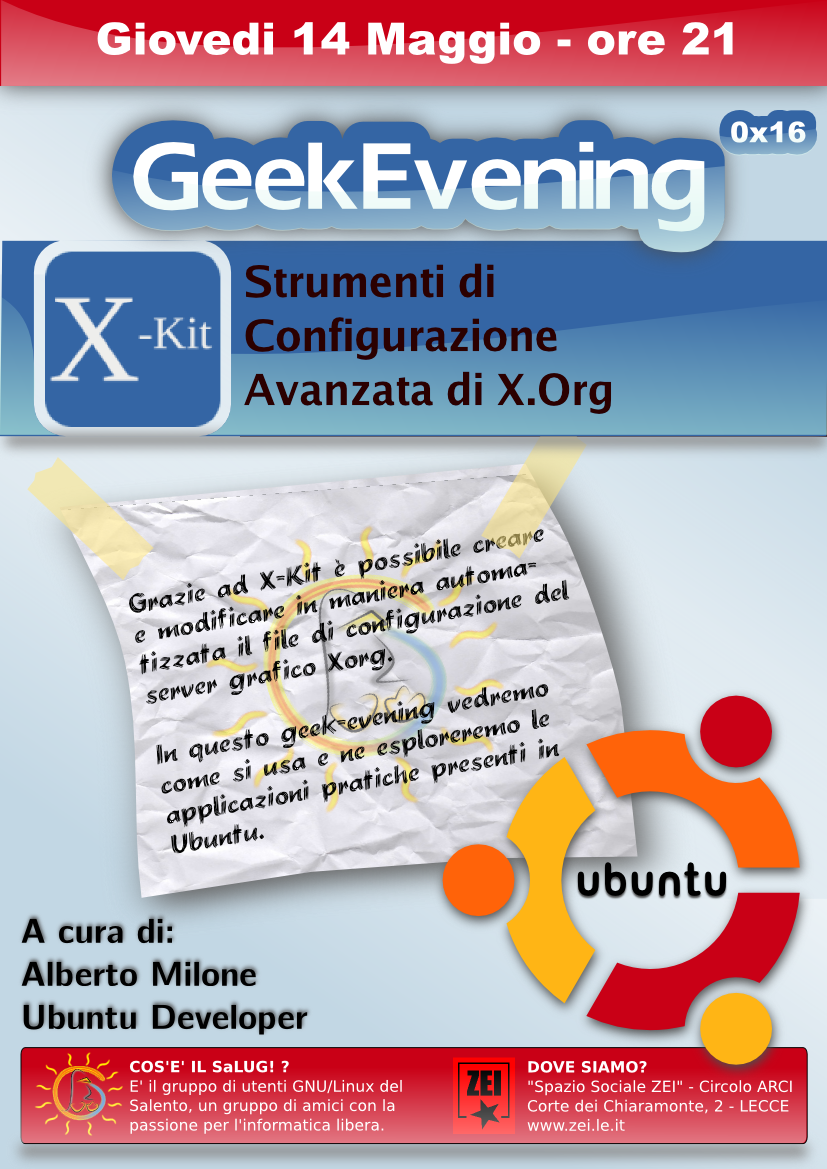 Giovedi 14 Maggio - ore 21
0x16
GeekEvening
X-Kit
Strumenti di
Configurazione
Avanzata di X.Org
Grazie ad X-Kit è possibile creare
e modificare in maniera automa-
tizzata il file di configurazione del
server grafico Xorg.
In questo geek-evening vedremo
come si usa e ne esploreremo le
applicazioni pratiche presenti in
Ubuntu.
ubuntu
A cura di:
Alberto Milone
Ubuntu Developer
COS'E' IL SaLUG! ?
E' il gruppo di utenti GNU/Linux del
Salento, un gruppo di amici con la
passione per l'informatica libera.
ZEI
DOVE SIAMO?
"Spazio Sociale ZEI" - Circolo ARCI
Corte dei Chiaramonte, 2 - LECCE
www.zei.le.it